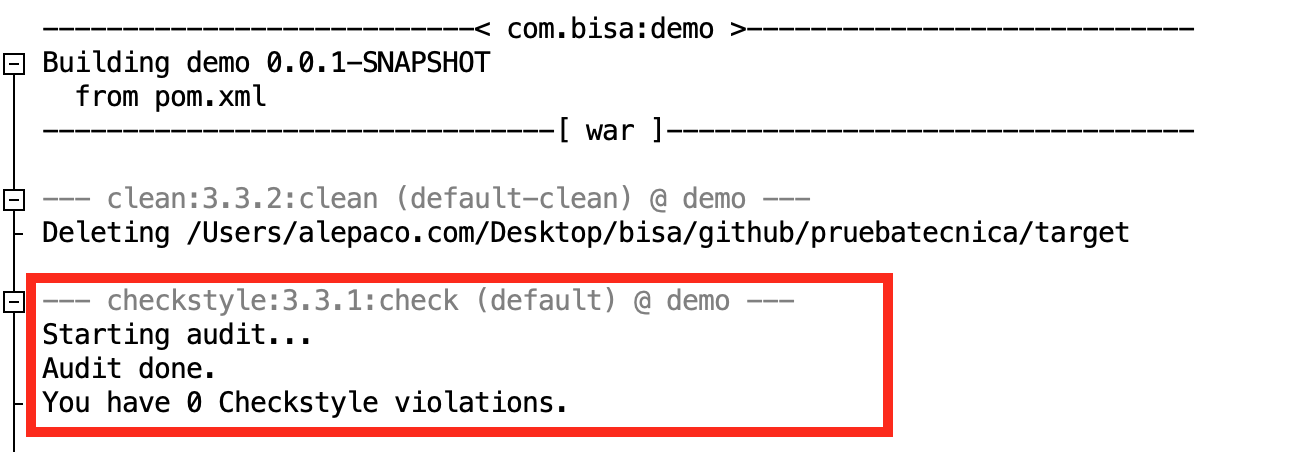 ---------------------------< com.bisa:demo >----------------------------
Building demo 0.0.1-SNAPSHOT
  from pom.xml
--------------------------------[ war ]---------------------------------
--- clean:3.3.2:clean (default-clean) @ demo ---
Deleting /Users/alepaco.com/Desktop/bisa/github/pruebatecnica/target
--- checkstyle:3.3.1:check (default) @ demo ---
Starting audit...
Audit done.
You have 0 Checkstyle violations.